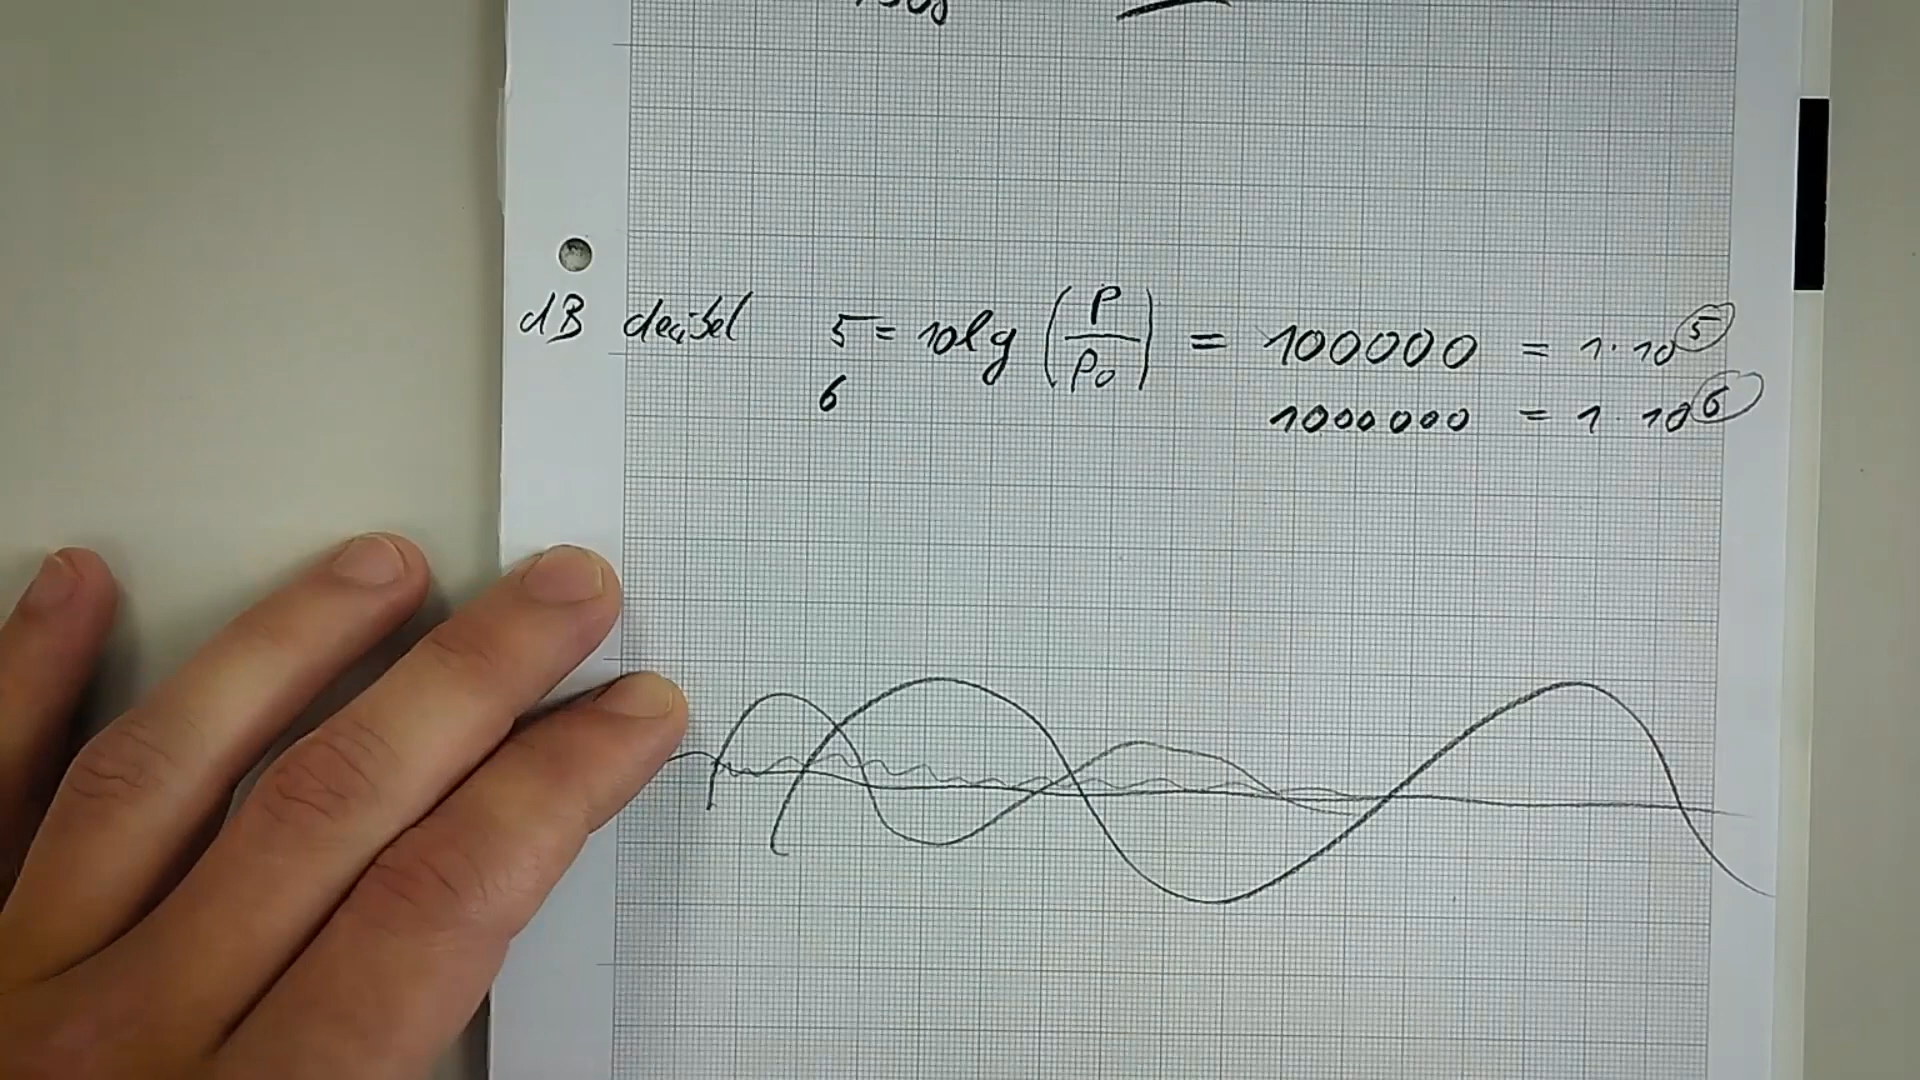 dB decibel 5 = 10lg (P/P0) = 100000 = 1·10^5
6 1000000 = 1·10^6